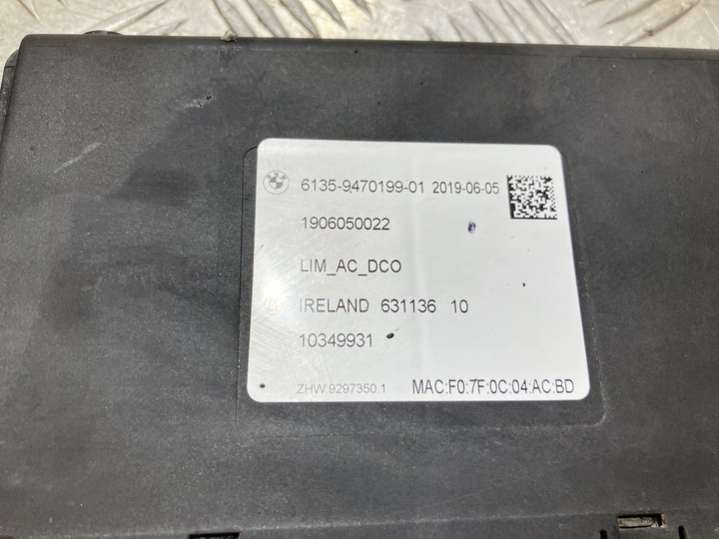 6135-9470199-01 2019-06-05
1906050022
LIM_AC_DCO
IRELAND 631136 10
10349931
ZHW.9297350.1 MAC:F0:7F:0C:04:AC:BD